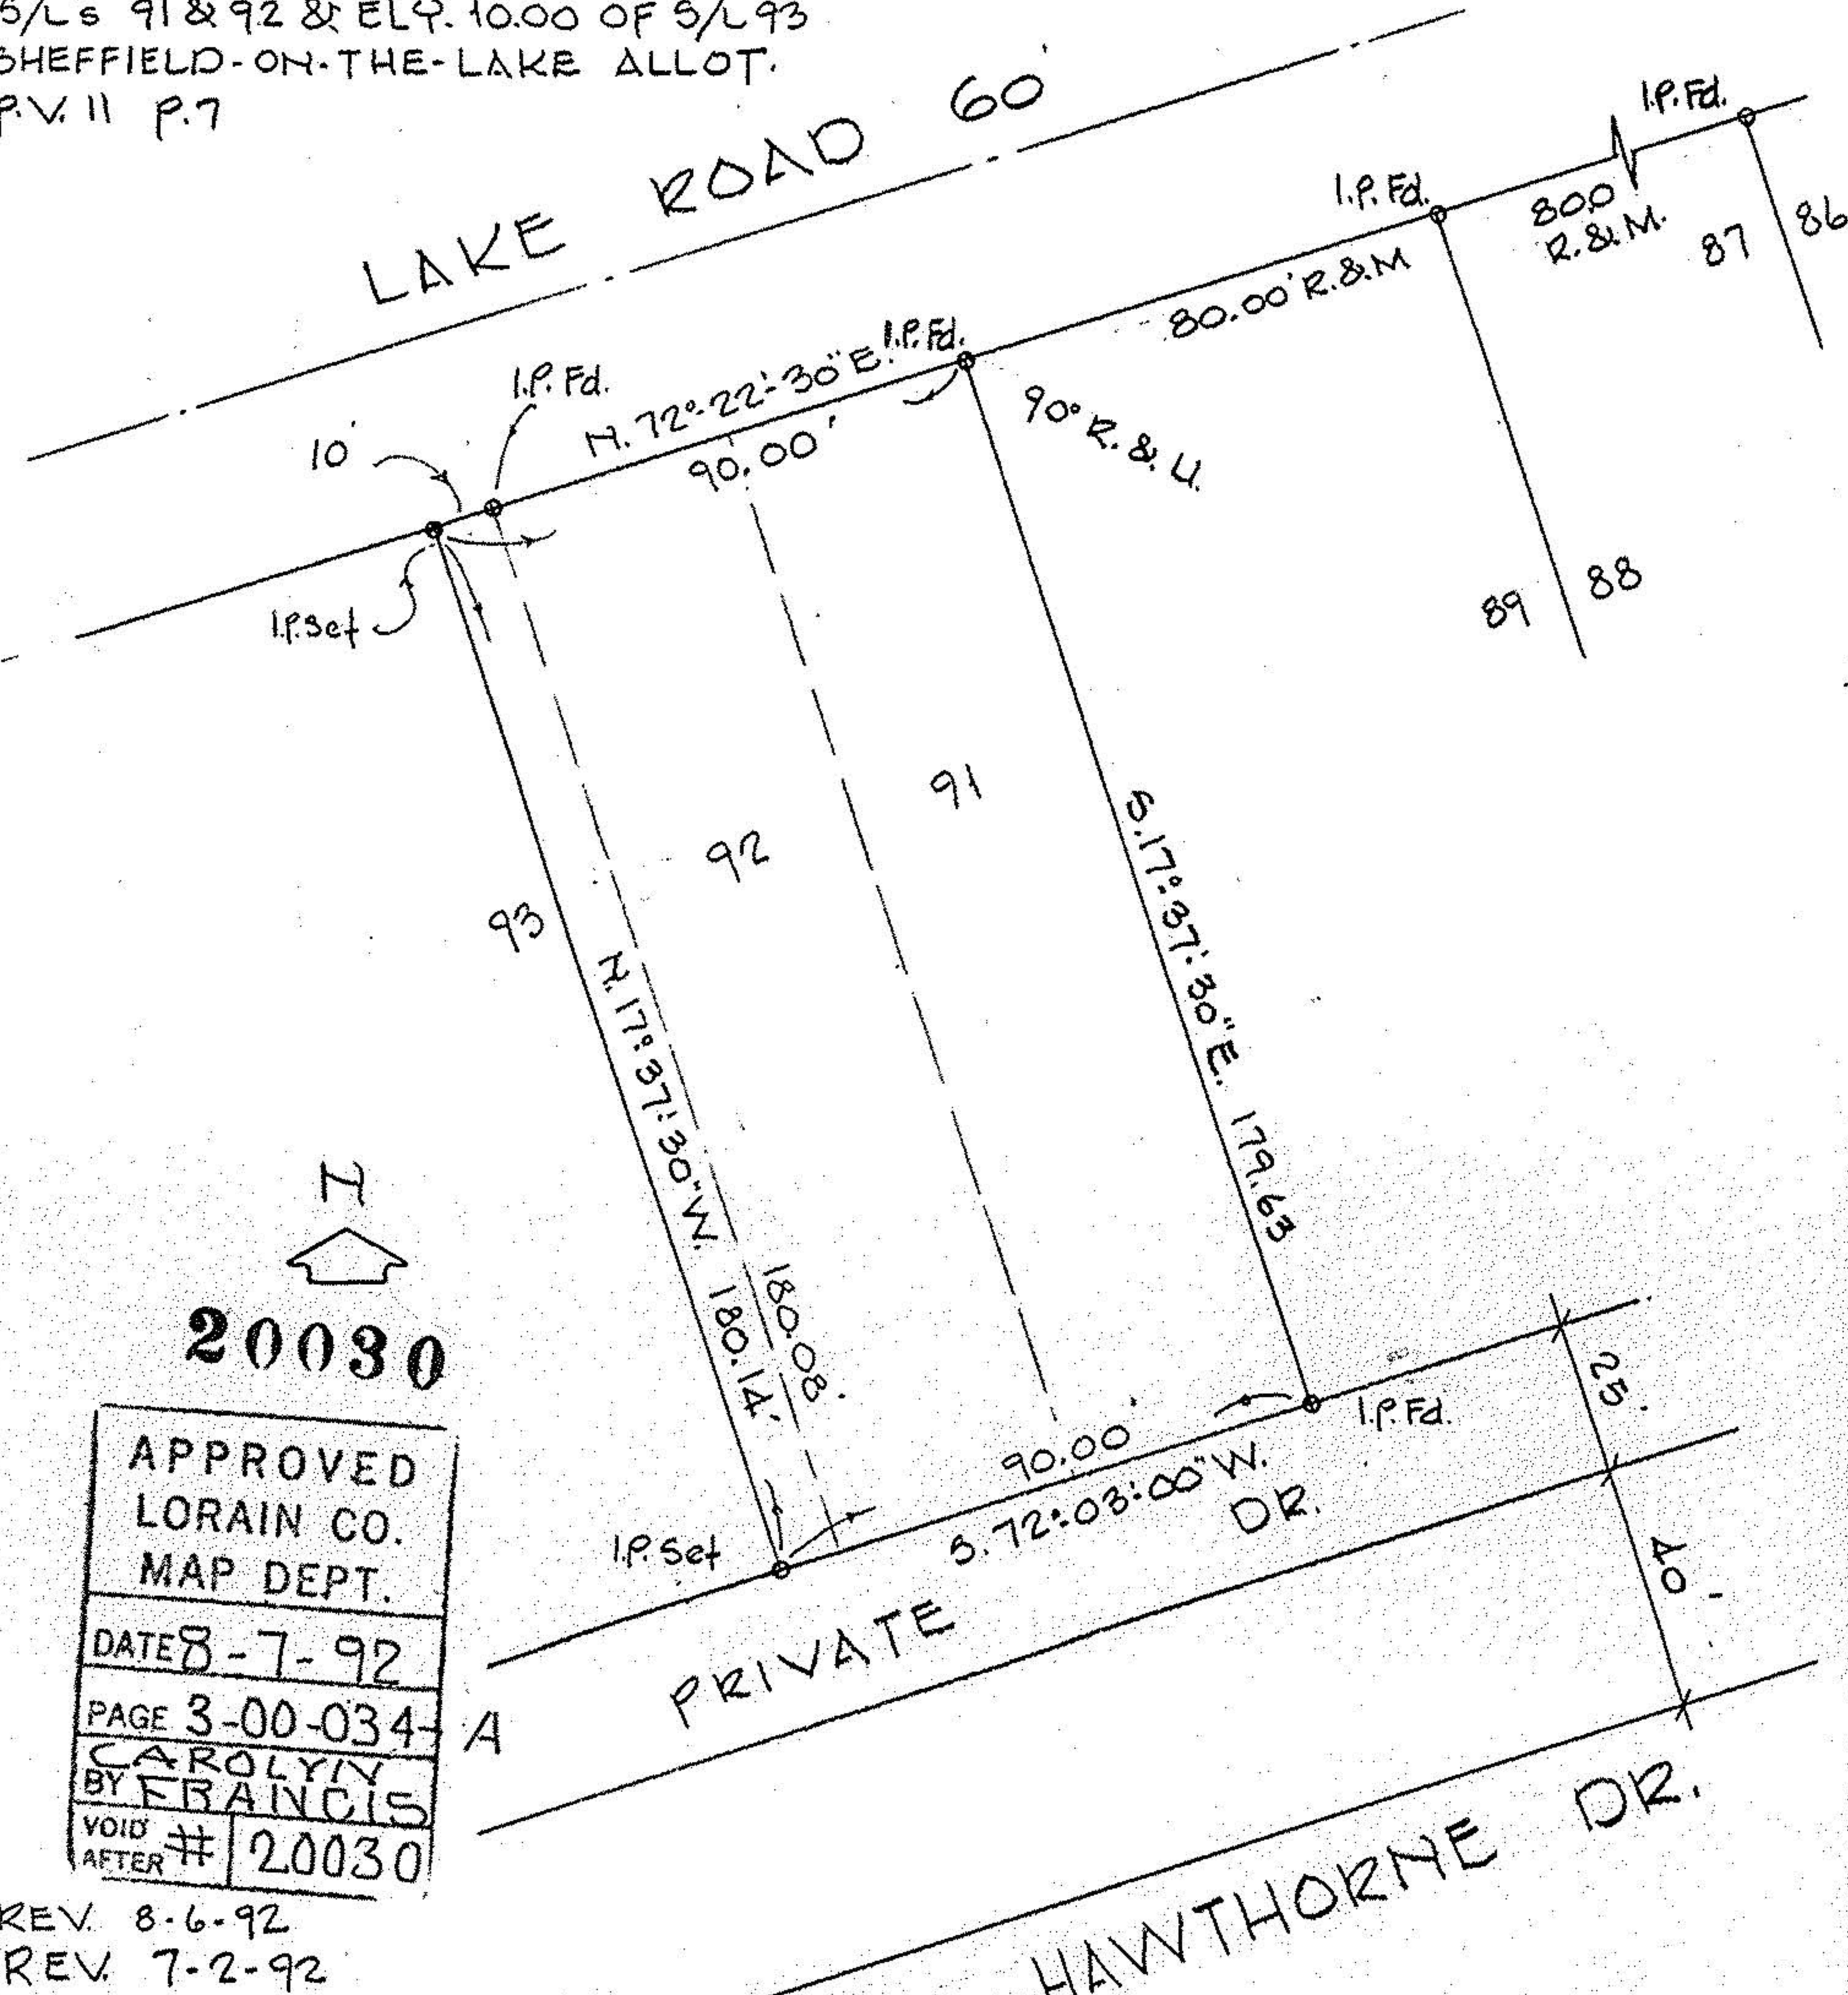 S/Ls 91 & 92 & ELY. 10.00 OF S/L 93
SHEFFIELD-ON-THE-LAKE ALLOT.
P.V. 11 P.7
LAKE ROAD 60'
I.P. Fd.
I.P. Fd.
80.0'
R. & M.
87
86
80.00' R. & M
I.P. Fd.
I.P. Fd.
N. 72°-22'-30" E.
90.00'
90° R. & U.
10'
I.P. Set
89
88
91
92
93
S. 17°-37'-30" E. 179.63
N. 17°-37'-30" W. 180.14'
180.08'
N
20030
APPROVED
LORAIN CO.
MAP DEPT.
DATE 8-7-92
PAGE 3-00-034-A
CAROLYN
BY FRANCIS
VOID
AFTER # 20030
REV. 8-6-92
REV. 7-2-92
I.P. Set
90.00'
S. 72°-03'-00" W.
I.P. Fd.
25'
40'
PRIVATE DR.
HAWTHORNE DR.